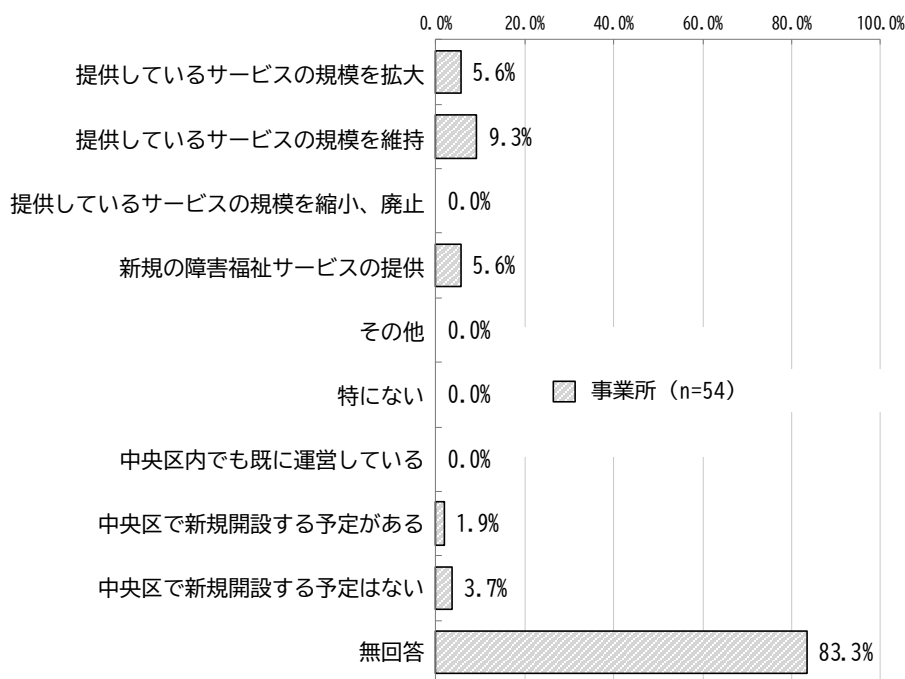 0.0% 20.0% 40.0% 60.0% 80.0% 100.0%
提供しているサービスの規模を拡大 5.6%
提供しているサービスの規模を維持 9.3%
提供しているサービスの規模を縮小、廃止 0.0%
新規の障害福祉サービスの提供 5.6%
その他 0.0%
特にない 0.0% 事業所（n=54）
中央区内でも既に運営している 0.0%
中央区で新規開設する予定がある 1.9%
中央区で新規開設する予定はない 3.7%
無回答 83.3%